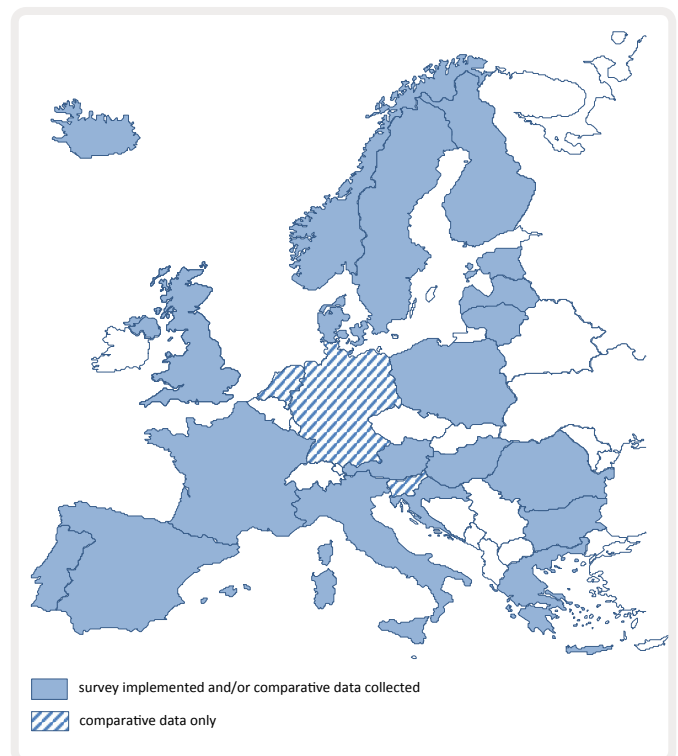 survey implemented and/or comparative data collected
comparative data only